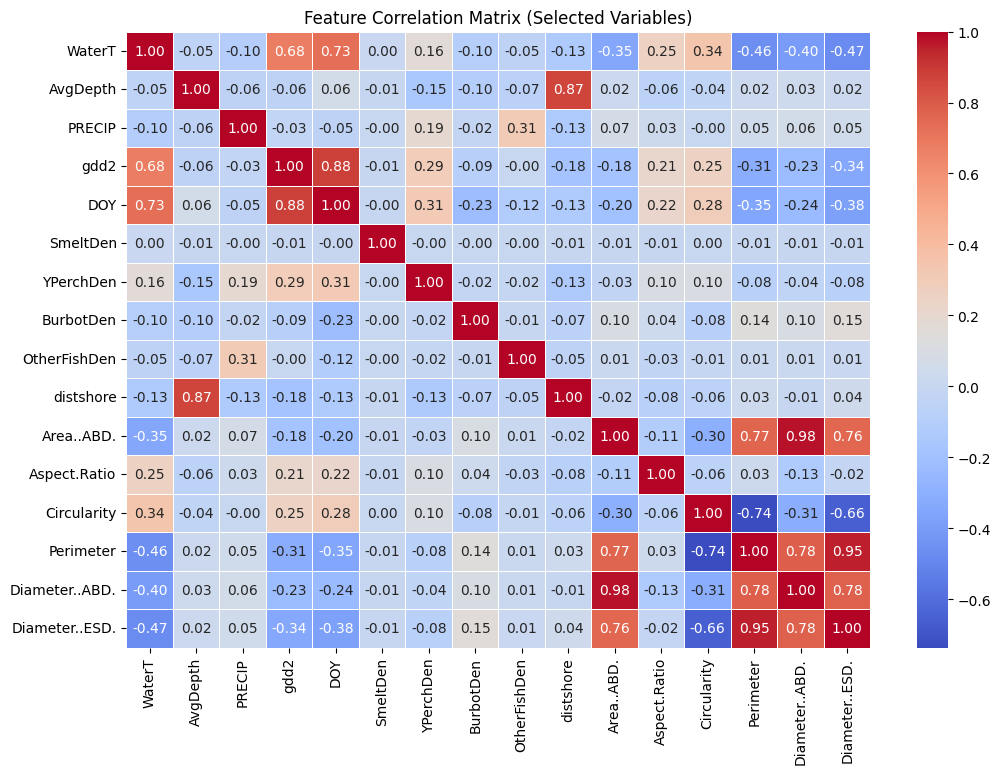 Feature Correlation Matrix (Selected Variables)
WaterT 1.00 -0.05 -0.10 0.68 0.73 0.00 0.16 -0.10 -0.05 -0.13 -0.35 0.25 0.34 -0.46 -0.40 -0.47
AvgDepth -0.05 1.00 -0.06 -0.06 0.06 -0.01 -0.15 -0.10 -0.07 0.87 0.02 -0.06 -0.04 0.02 0.03 0.02
PRECIP -0.10 -0.06 1.00 -0.03 -0.05 -0.00 0.19 -0.02 0.31 -0.13 0.07 0.03 -0.00 0.05 0.06 0.05
gdd2 0.68 -0.06 -0.03 1.00 0.88 -0.01 0.29 -0.09 -0.00 -0.18 -0.18 0.21 0.25 -0.31 -0.23 -0.34
DOY 0.73 0.06 -0.05 0.88 1.00 -0.00 0.31 -0.23 -0.12 -0.13 -0.20 0.22 0.28 -0.35 -0.24 -0.38
SmeltDen 0.00 -0.01 -0.00 -0.01 -0.00 1.00 -0.00 -0.00 -0.00 -0.01 -0.01 -0.01 0.00 -0.01 -0.01 -0.01
YPerchDen 0.16 -0.15 0.19 0.29 0.31 -0.00 1.00 -0.02 -0.02 -0.13 -0.03 0.10 0.10 -0.08 -0.04 -0.08
BurbotDen -0.10 -0.10 -0.02 -0.09 -0.23 -0.00 -0.02 1.00 -0.01 -0.07 0.10 0.04 -0.08 0.14 0.10 0.15
OtherFishDen -0.05 -0.07 0.31 -0.00 -0.12 -0.00 -0.02 -0.01 1.00 -0.05 0.01 -0.03 -0.01 0.01 0.01 0.01
distshore -0.13 0.87 -0.13 -0.18 -0.13 -0.01 -0.13 -0.07 -0.05 1.00 -0.02 -0.08 -0.06 0.03 -0.01 0.04
Area..ABD. -0.35 0.02 0.07 -0.18 -0.20 -0.01 -0.03 0.10 0.01 -0.02 1.00 -0.11 -0.30 0.77 0.98 0.76
Aspect.Ratio 0.25 -0.06 0.03 0.21 0.22 -0.01 0.10 0.04 -0.03 -0.08 -0.11 1.00 -0.06 0.03 -0.13 -0.02
Circularity 0.34 -0.04 -0.00 0.25 0.28 0.00 0.10 -0.08 -0.01 -0.06 -0.30 -0.06 1.00 -0.74 -0.31 -0.66
Perimeter -0.46 0.02 0.05 -0.31 -0.35 -0.01 -0.08 0.14 0.01 0.03 0.77 0.03 -0.74 1.00 0.78 0.95
Diameter..ABD. -0.40 0.03 0.06 -0.23 -0.24 -0.01 -0.04 0.10 0.01 -0.01 0.98 -0.13 -0.31 0.78 1.00 0.78
Diameter..ESD. -0.47 0.02 0.05 -0.34 -0.38 -0.01 -0.08 0.15 0.01 0.04 0.76 -0.02 -0.66 0.95 0.78 1.00
WaterT
AvgDepth
PRECIP
gdd2
DOY
SmeltDen
YPerchDen
BurbotDen
OtherFishDen
distshore
Area..ABD.
Aspect.Ratio
Circularity
Perimeter
Diameter..ABD.
Diameter..ESD.
1.0
0.8
0.6
0.4
0.2
0.0
−0.2
−0.4
−0.6